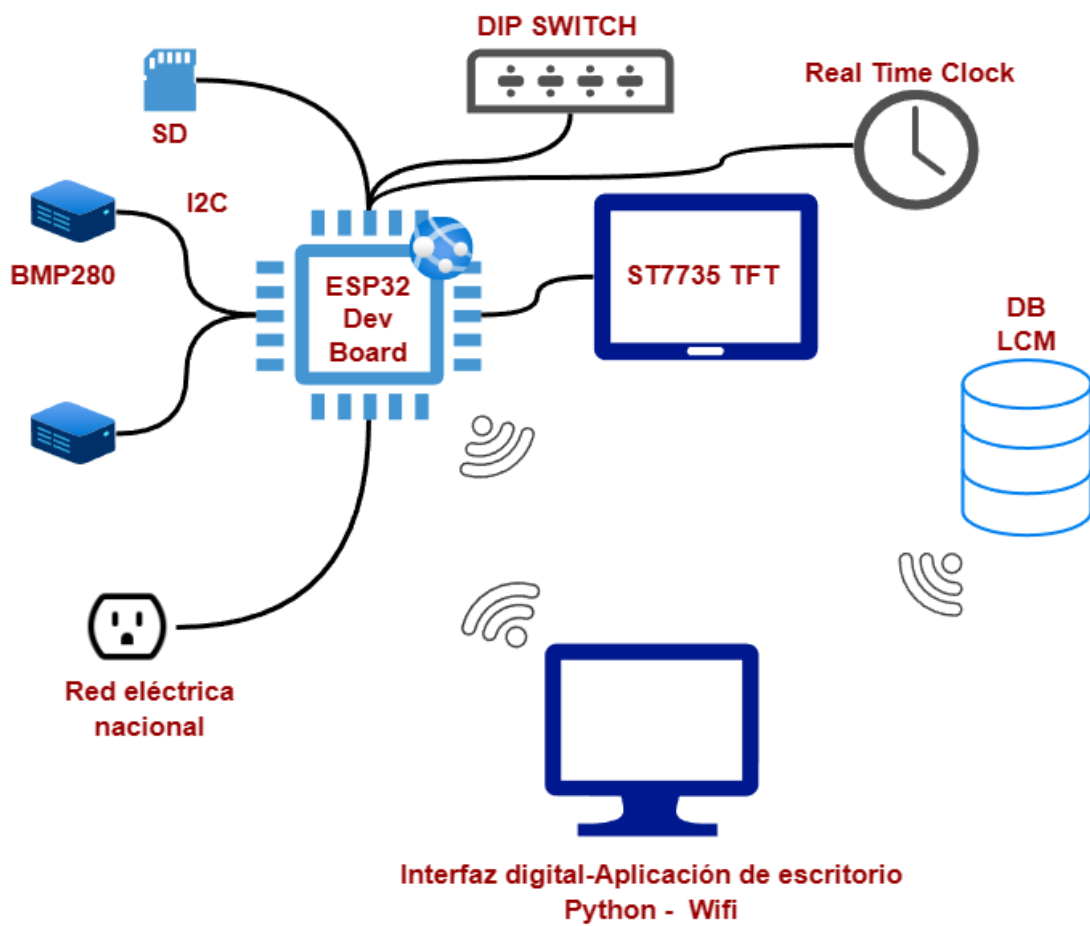 DIP SWITCH
Real Time Clock
SD
I2C
BMP280
ESP32
Dev
Board
ST7735 TFT
DB
LCM
Red eléctrica
nacional
Interfaz digital-Aplicación de escritorio
Python - Wifi